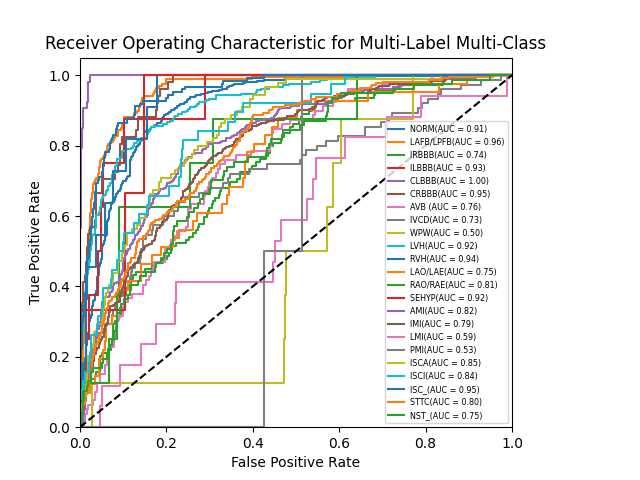 Receiver Operating Characteristic for Multi-Label Multi-Class
1.0
0.8
0.6
0.4
0.2
0.0
True Positive Rate
NORM(AUC = 0.91)
LAFB/LPFB(AUC = 0.96)
IRBBB(AUC = 0.74)
ILBBB(AUC = 0.93)
CLBBB(AUC = 1.00)
CRBBB(AUC = 0.95)
AVB (AUC = 0.76)
IVCD(AUC = 0.73)
WPW(AUC = 0.50)
LVH(AUC = 0.92)
RVH(AUC = 0.94)
LAO/LAE(AUC = 0.75)
RAO/RAE(AUC = 0.81)
SEHYP(AUC = 0.92)
AMI(AUC = 0.82)
IMI(AUC = 0.79)
LMI(AUC = 0.59)
PMI(AUC = 0.53)
ISCA(AUC = 0.85)
ISCI(AUC = 0.84)
ISC_(AUC = 0.95)
STTC(AUC = 0.80)
NST_(AUC = 0.75)
0.0 0.2 0.4 0.6 0.8 1.0
False Positive Rate